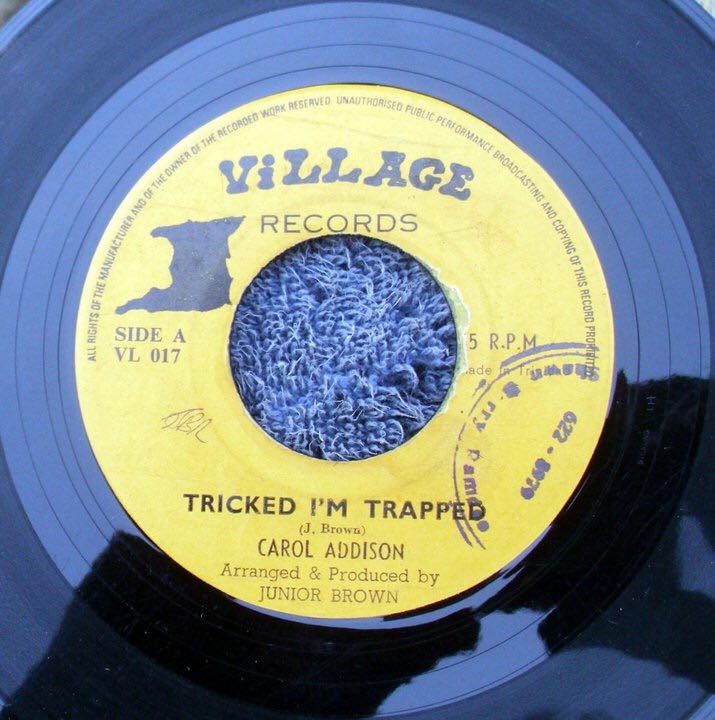 ALL RIGHTS OF THE MANUFACTURER AND OF THE OWNER OF THE RECORDED WORK RESERVED. UNAUTHORISED PUBLIC PERFORMANCE BROADCASTING AND COPYING OF THIS RECORD PROHIBITED
ViLLAGE
RECORDS
SIDE A
VL 017
5 R.P.M
622-8979
TRICKED I'M TRAPPED
(J. Brown)
CAROL ADDISON
Arranged & Produced by
JUNIOR BROWN